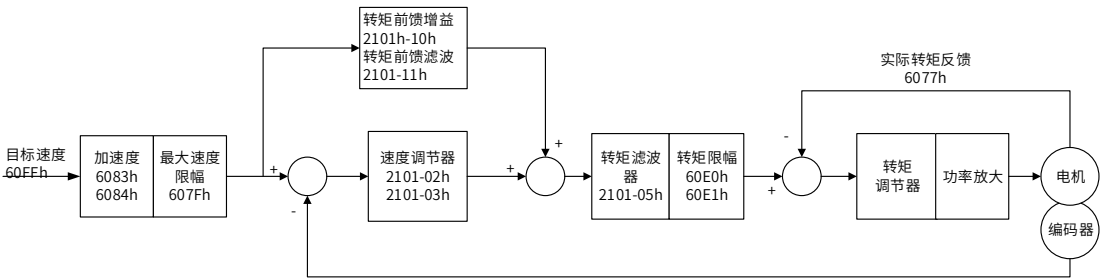 转矩前馈增益
2101h-10h
转矩前馈滤波
2101-11h
实际转矩反馈
6077h
目标速度
60FFh
加速度
6083h
6084h
最大速度
限幅
607Fh
+
-
速度调节器
2101-02h
2101-03h
+
+
转矩滤波
器
2101-05h
转矩限幅
60E0h
60E1h
-
+
转矩
调节器
功率放大
电机
编码器